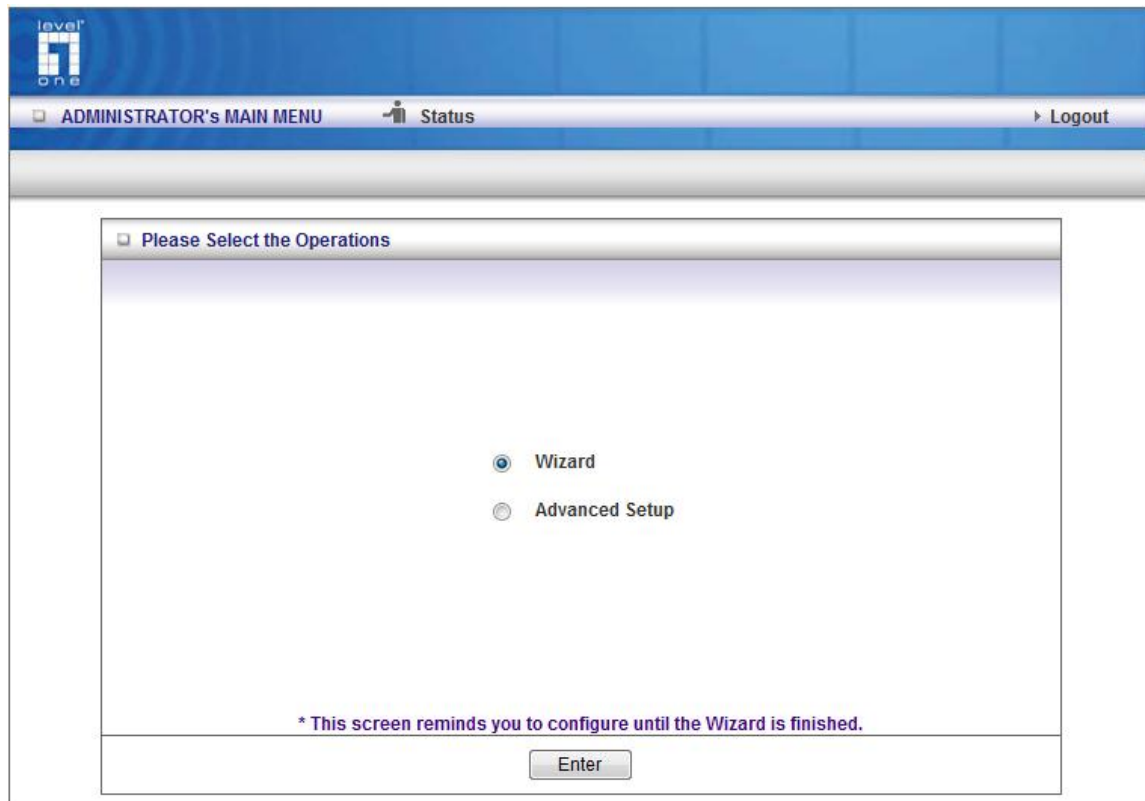 level
one
ADMINISTRATOR's MAIN MENU Status Logout
Please Select the Operations
Wizard
Advanced Setup
* This screen reminds you to configure until the Wizard is finished.
Enter